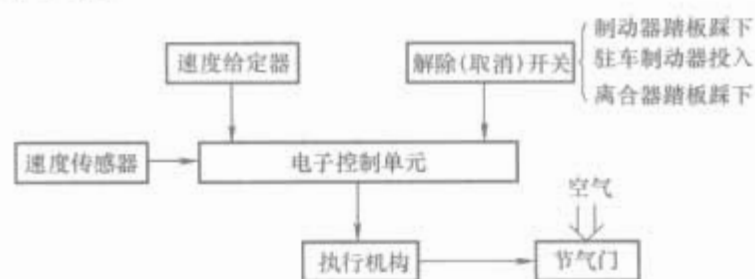 制动器踏板踩下
速度给定器
解除(取消)开关
驻车制动器投入
离合器踏板踩下
速度传感器
电子控制单元
空气
执行机构
节气门